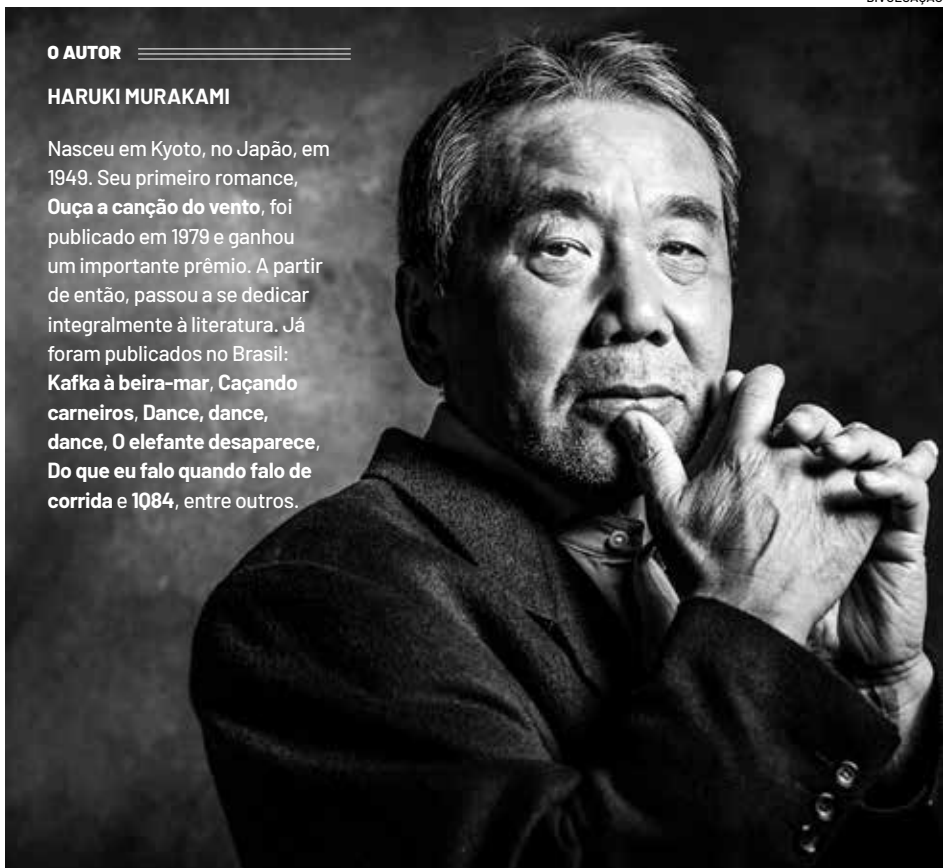 DIVULGAÇÃO
O AUTOR
HARUKI MURAKAMI
Nasceu em Kyoto, no Japão, em
1949. Seu primeiro romance,
Ouça a canção do vento, foi
publicado em 1979 e ganhou
um importante prêmio. A partir
de então, passou a se dedicar
integralmente à literatura. Já
foram publicados no Brasil:
Kafka à beira-mar, Caçando
carneiros, Dance, dance,
dance, O elefante desaparece,
Do que eu falo quando falo de
corrida e 1Q84, entre outros.